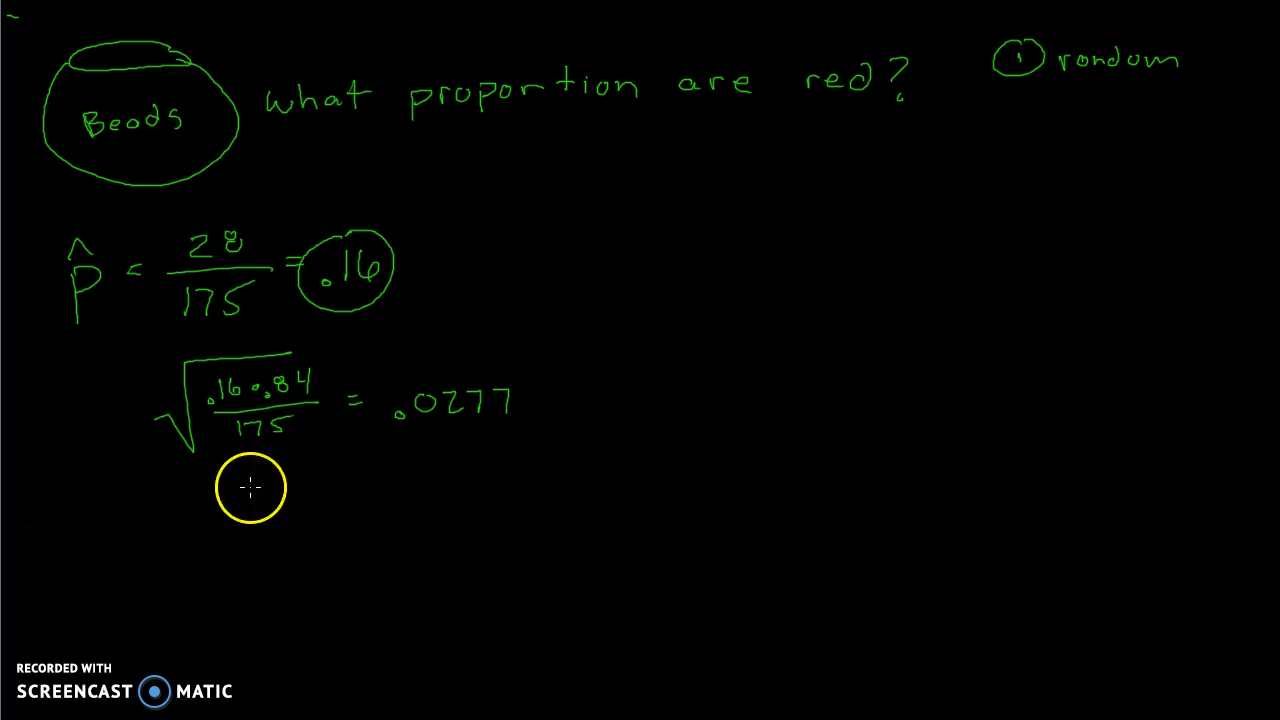 Beads what proportion are red? ① random
p̂ = 28/175 = .16
√(.16 · .84 / 175) = .0277
RECORDED WITH
SCREENCAST MATIC